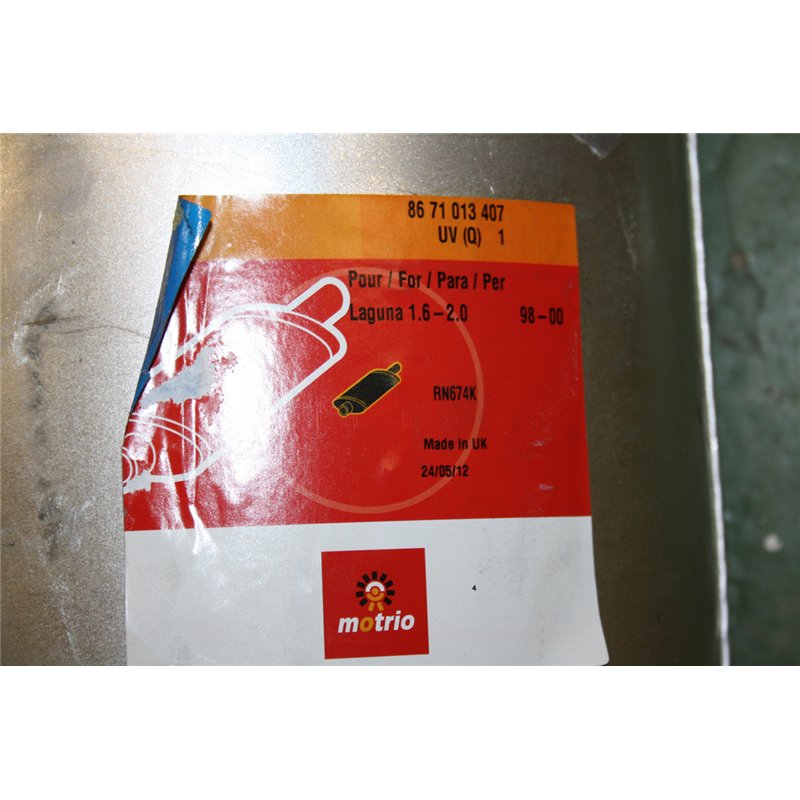 86 71 013 407
UV (Q) 1
Pour / For / Para / Per
Laguna 1.6–2.0 98–00
RN674K
Made in UK
24/05/12
4
motrio